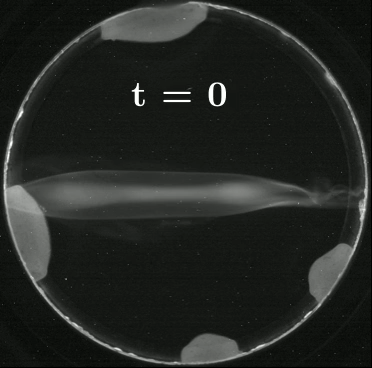 t = 0